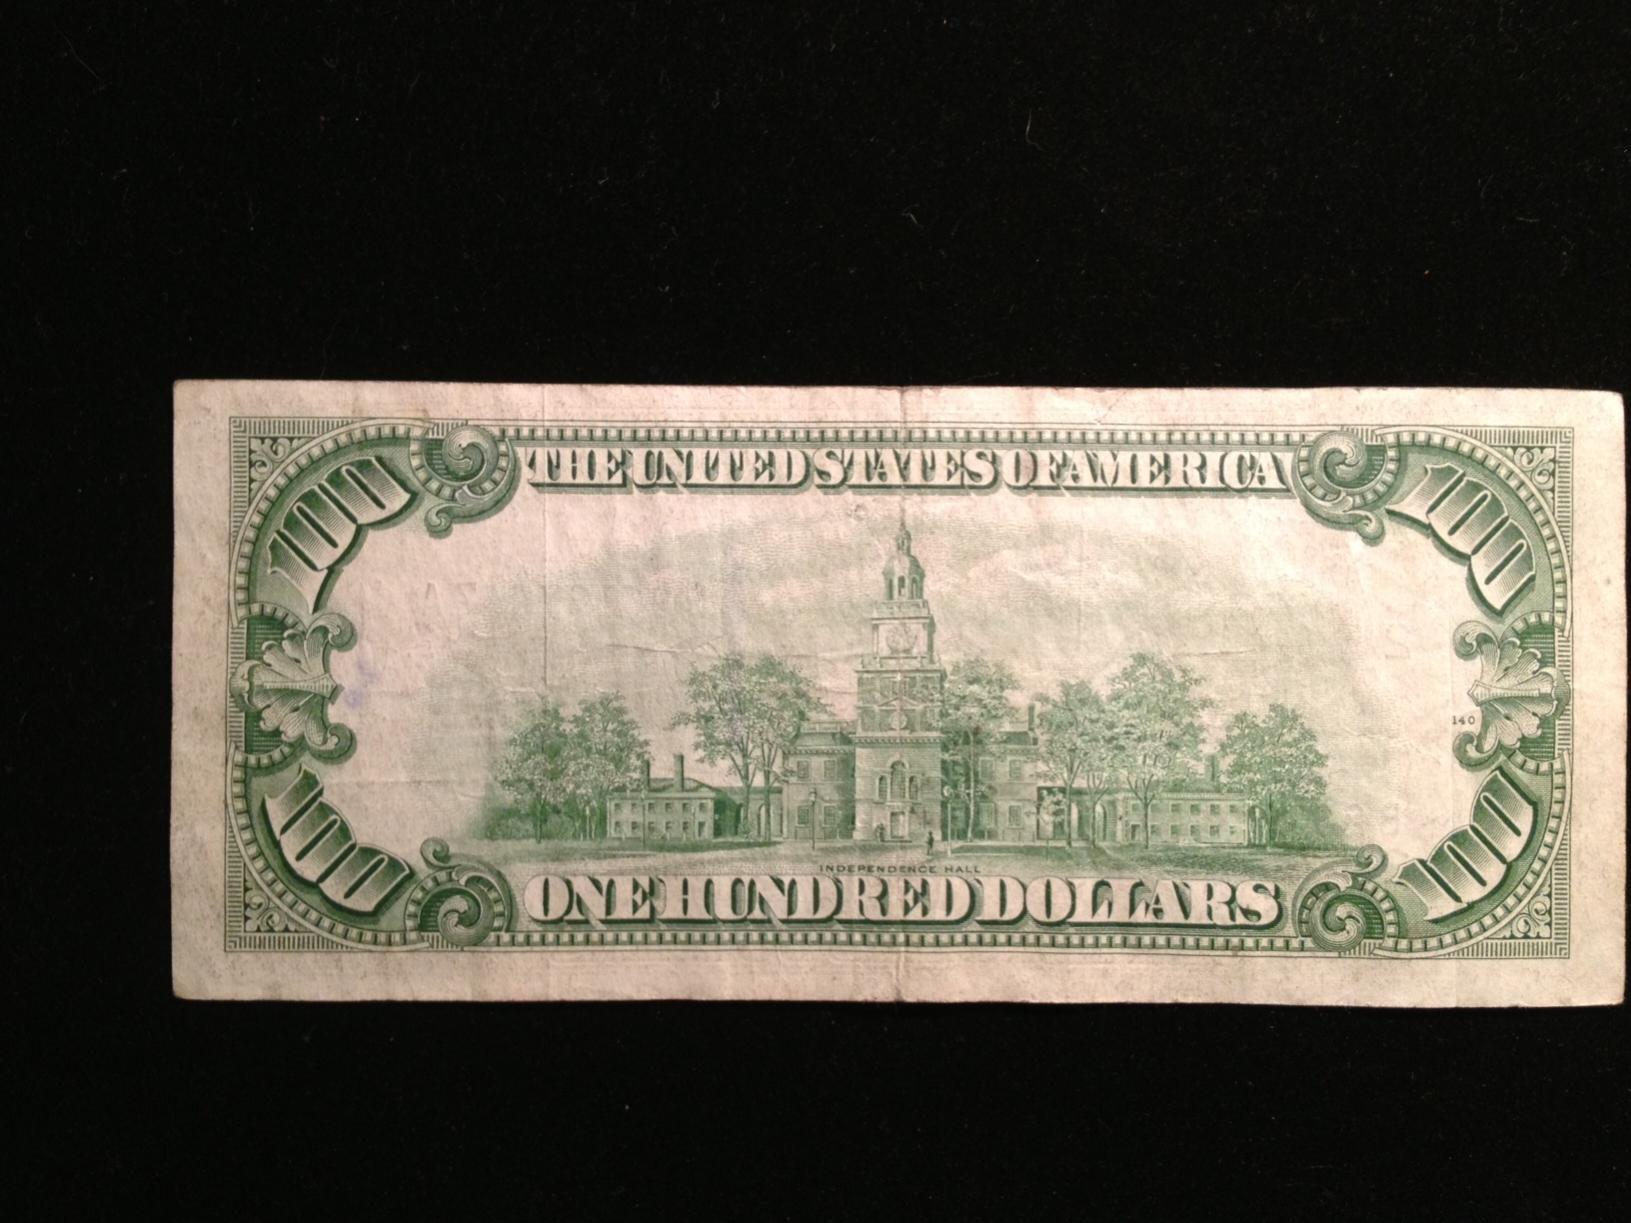 100 THE UNITED STATES OF AMERICA 100
140
INDEPENDENCE HALL
100 ONE HUNDRED DOLLARS 100